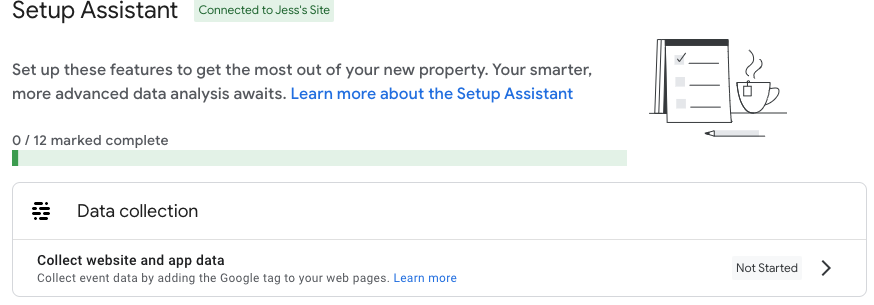 Setup Assistant Connected to Jess's Site
Set up these features to get the most out of your new property. Your smarter,
more advanced data analysis awaits. Learn more about the Setup Assistant
0 / 12 marked complete
Data collection
Collect website and app data
Collect event data by adding the Google tag to your web pages. Learn more
Not Started